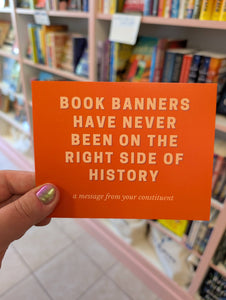 BOOK BANNERS
HAVE NEVER
BEEN ON THE
RIGHT SIDE OF
HISTORY
a message from your constituent